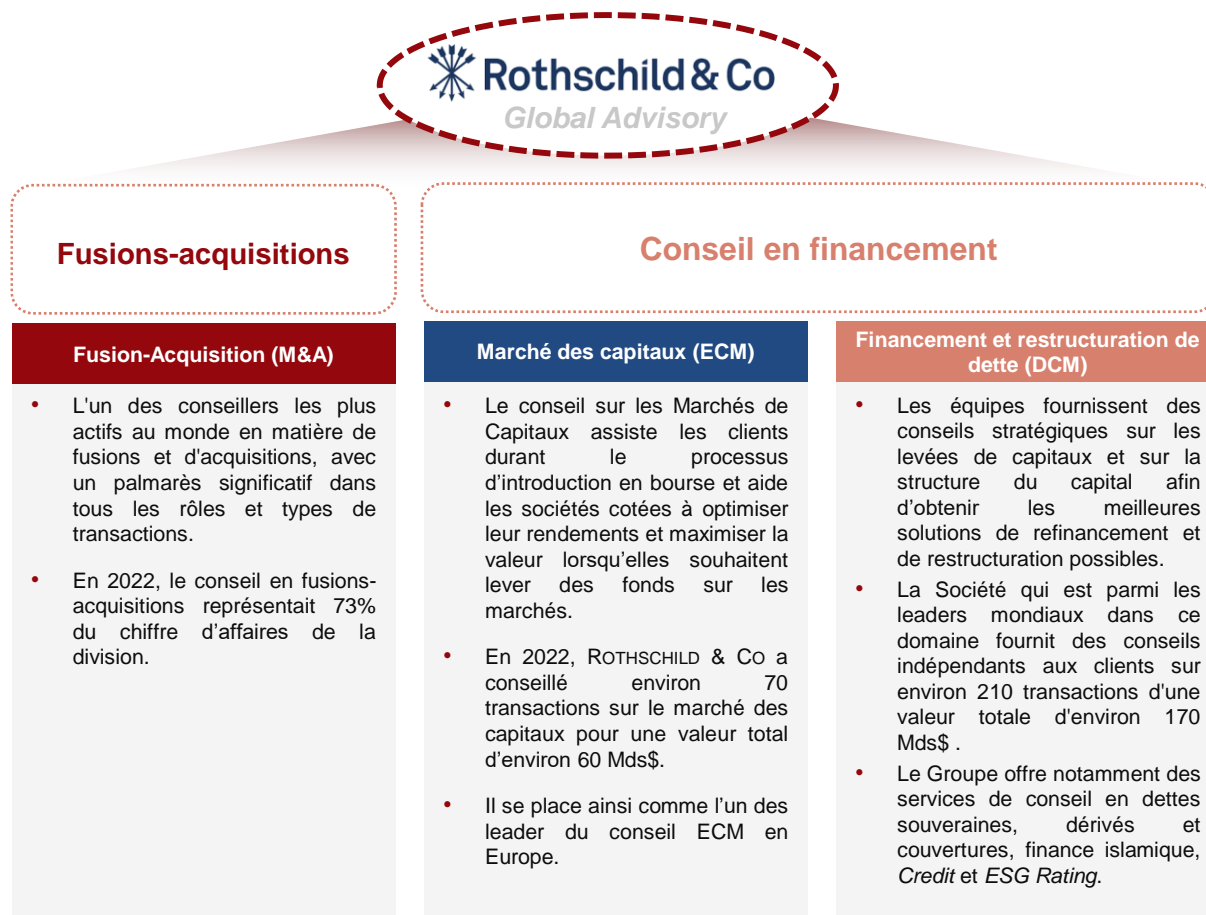 Rothschild & Co
Global Advisory
Fusions-acquisitions
Conseil en financement
Fusion-Acquisition (M&A)
• L'un des conseillers les plus
actifs au monde en matière de
fusions et d'acquisitions, avec
un palmarès significatif dans
tous les rôles et types de
transactions.
• En 2022, le conseil en fusions-
acquisitions représentait 73%
du chiffre d’affaires de la
division.
Marché des capitaux (ECM)
• Le conseil sur les Marchés de
Capitaux assiste les clients
durant le processus
d’introduction en bourse et aide
les sociétés cotées à optimiser
leur rendements et maximiser la
valeur lorsqu’elles souhaitent
lever des fonds sur les
marchés.
• En 2022, ROTHSCHILD & CO a
conseillé environ 70
transactions sur le marché des
capitaux pour une valeur total
d’environ 60 Mds$.
• Il se place ainsi comme l’un des
leader du conseil ECM en
Europe.
Financement et restructuration de
dette (DCM)
• Les équipes fournissent des
conseils stratégiques sur les
levées de capitaux et sur la
structure du capital afin
d’obtenir les meilleures
solutions de refinancement et
de restructuration possibles.
• La Société qui est parmi les
leaders mondiaux dans ce
domaine fournit des conseils
indépendants aux clients sur
environ 210 transactions d'une
valeur totale d'environ 170
Mds$ .
• Le Groupe offre notamment des
services de conseil en dettes
souveraines, dérivés et
couvertures, finance islamique,
Credit et ESG Rating.